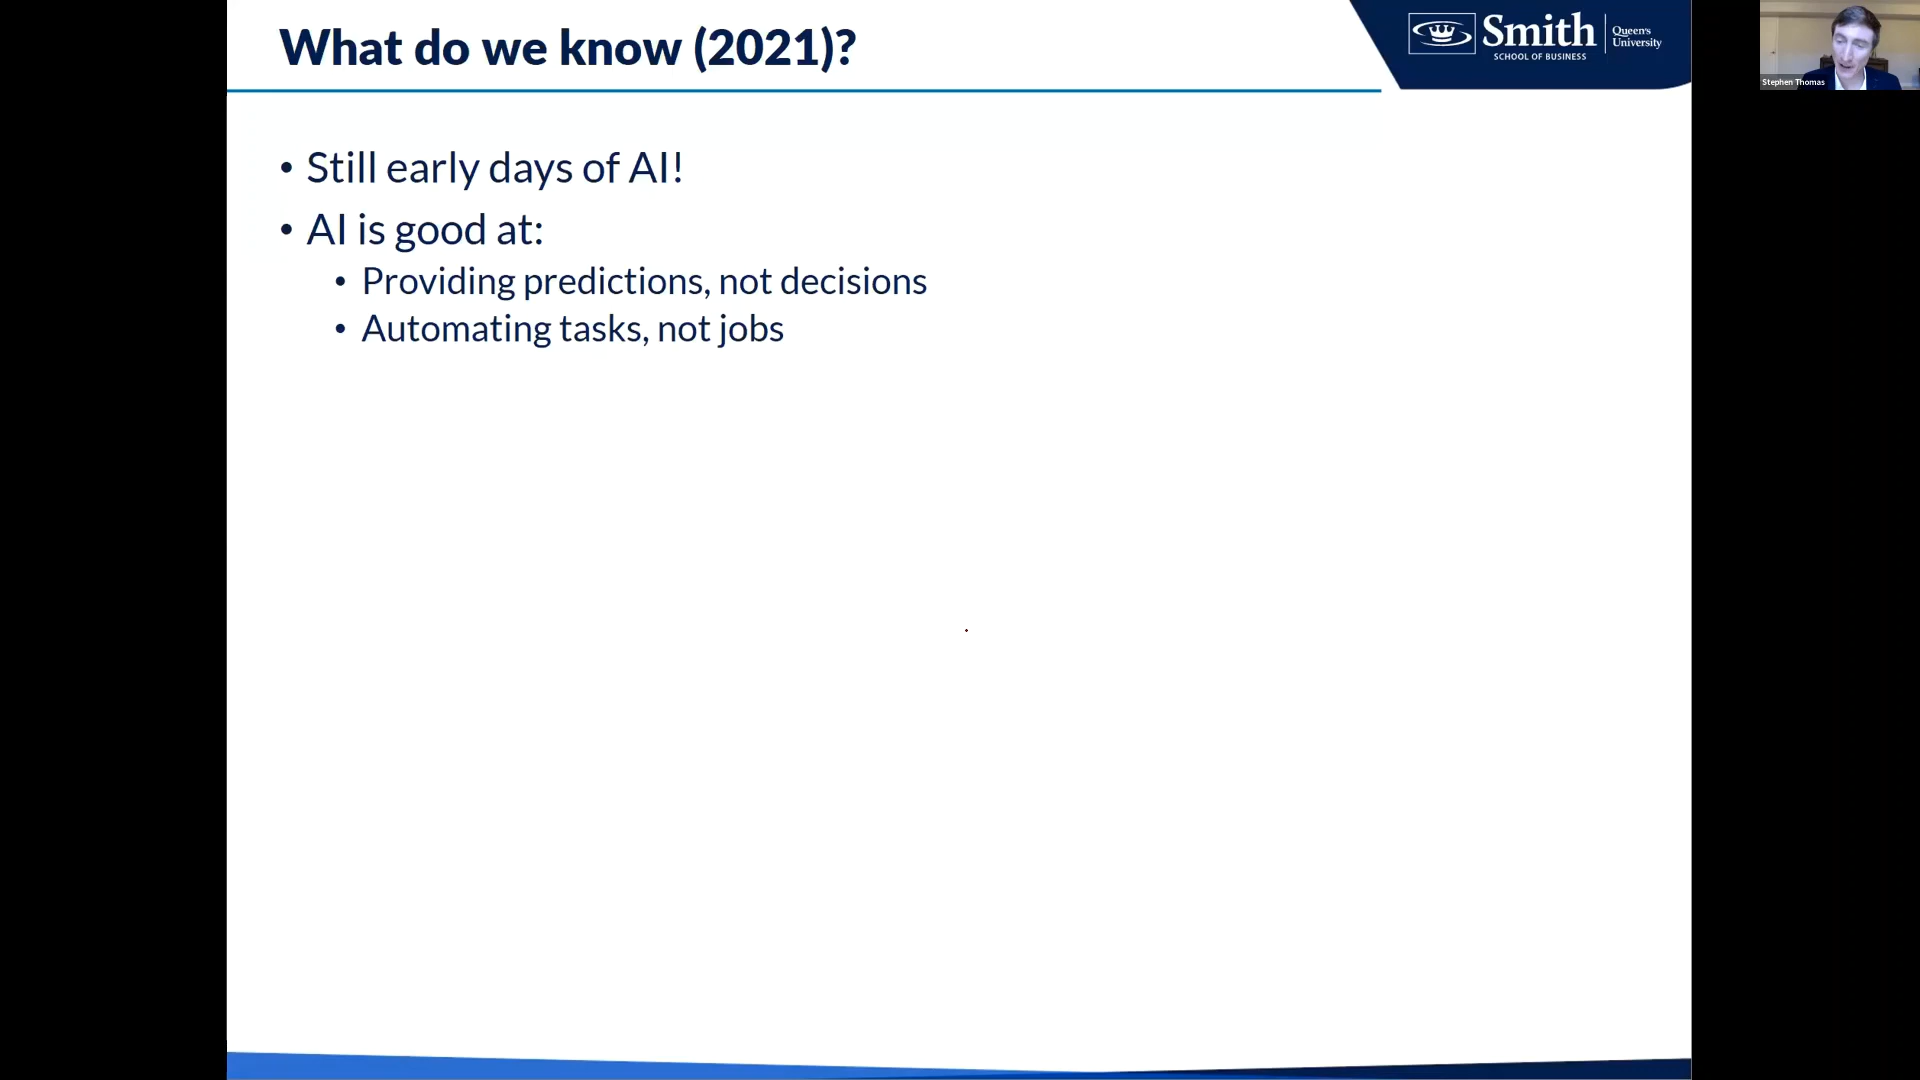 What do we know (2021)?
Smith
SCHOOL OF BUSINESS
Queen's
University
Stephen Thomas
• Still early days of AI!
• AI is good at:
• Providing predictions, not decisions
• Automating tasks, not jobs